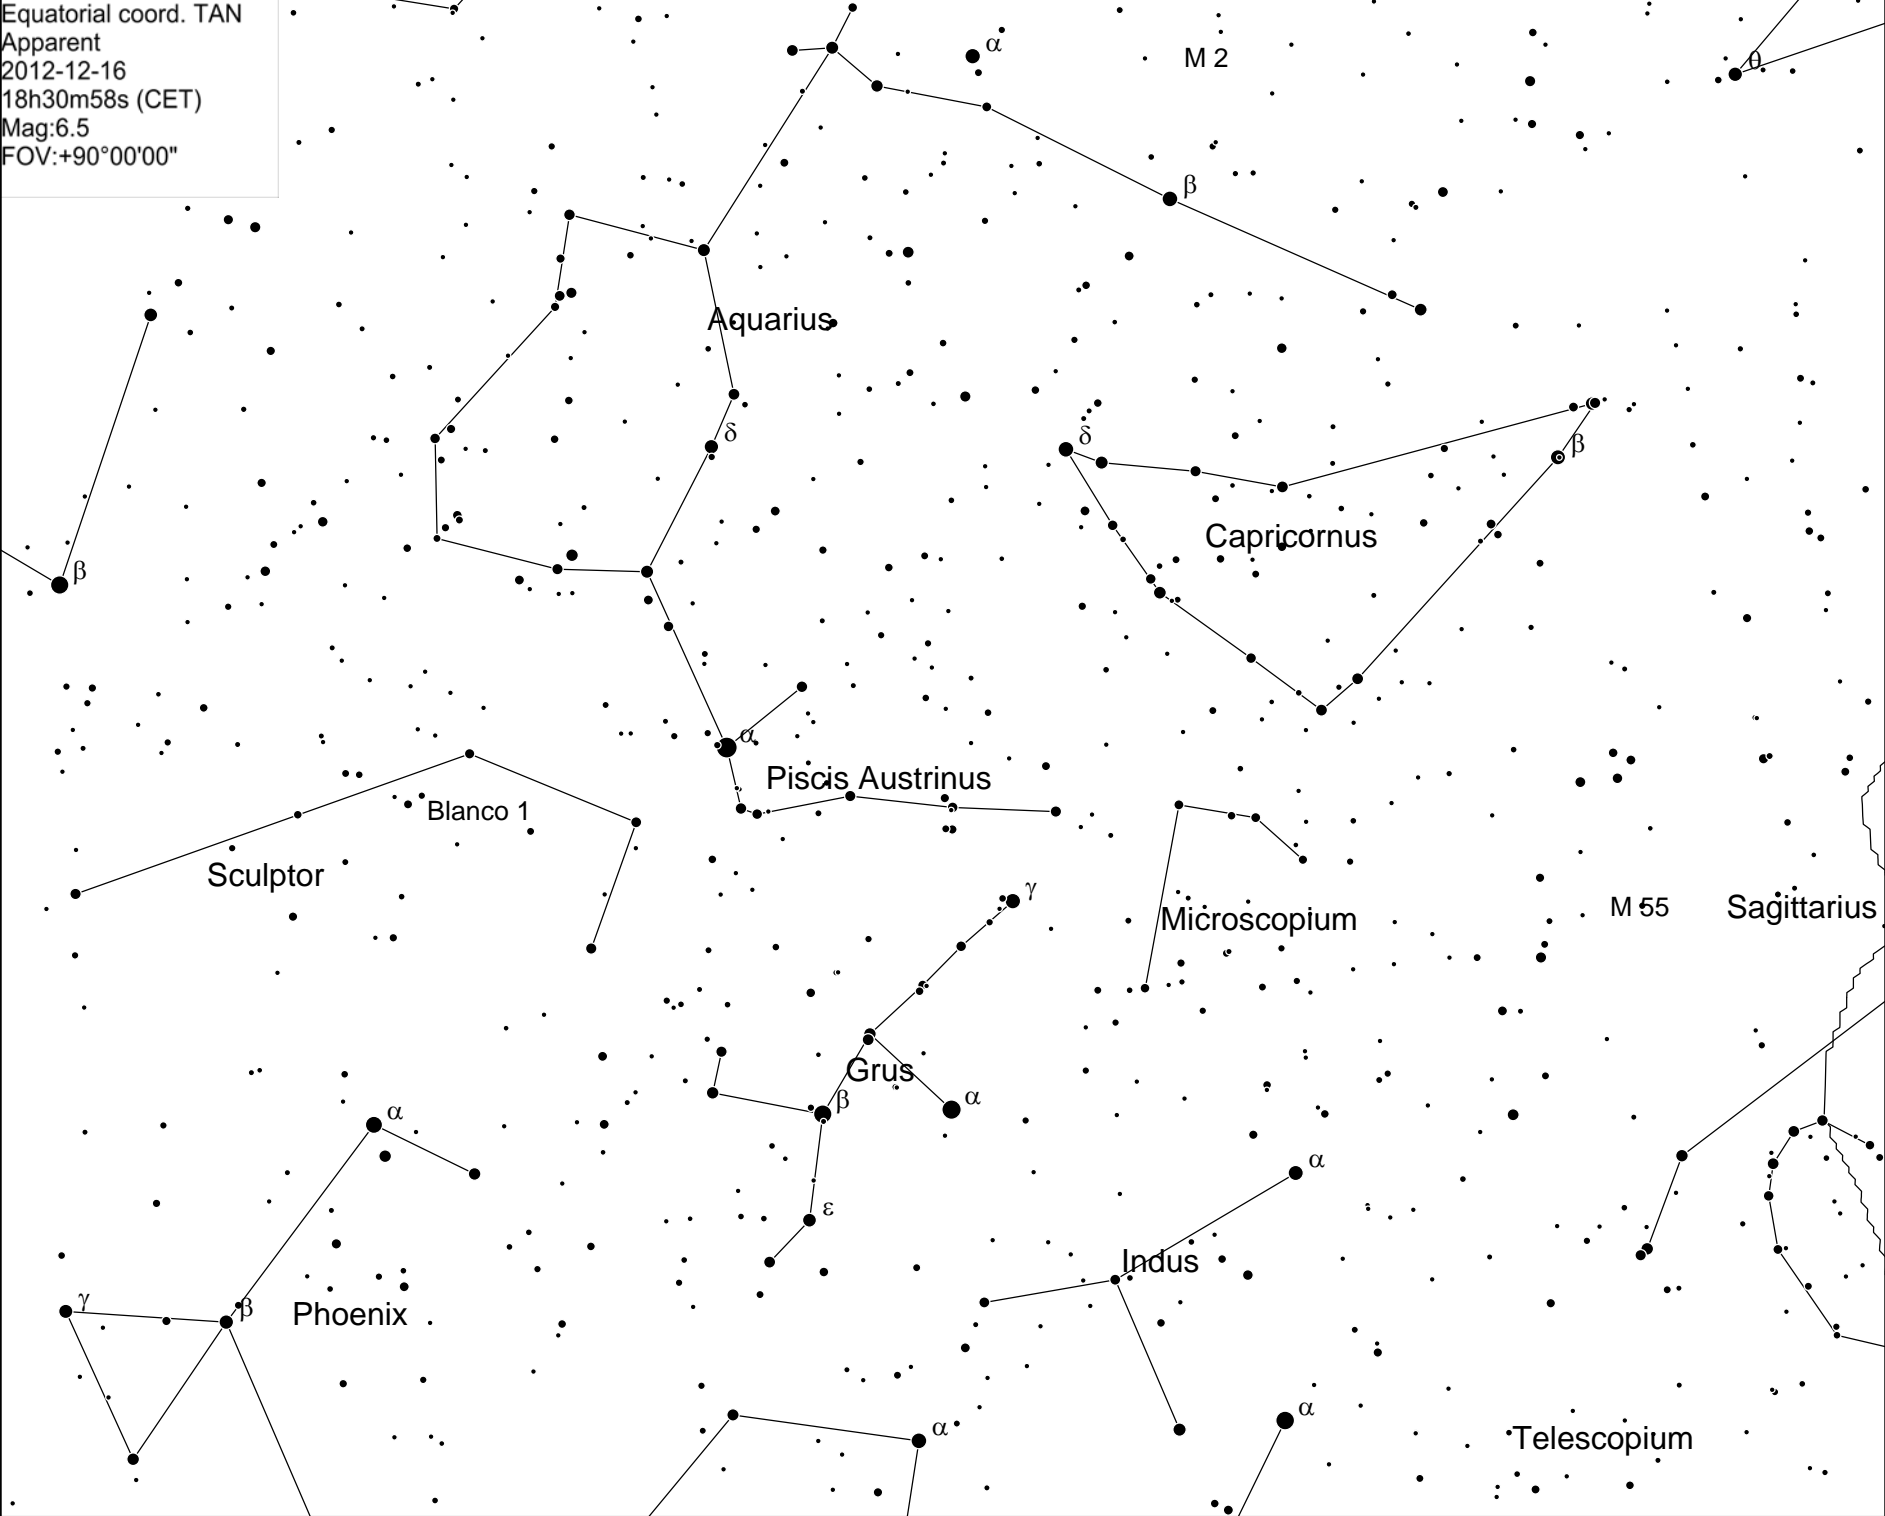 Equatorial coord. TAN
Apparent
2012-12-16
18h30m58s (CET)
Mag:6.5
FOV:+90°00'00"
α
M 2
θ
β
Aquarius
δ
δ
β
Capricornus
β
α
Piscis Austrinus
Blanco 1
Sculptor
γ
Microscopium
M 55
Sagittarius
Grus
β
α
α
α
ε
Indus
γ
β
Phoenix
α
α
Telescopium